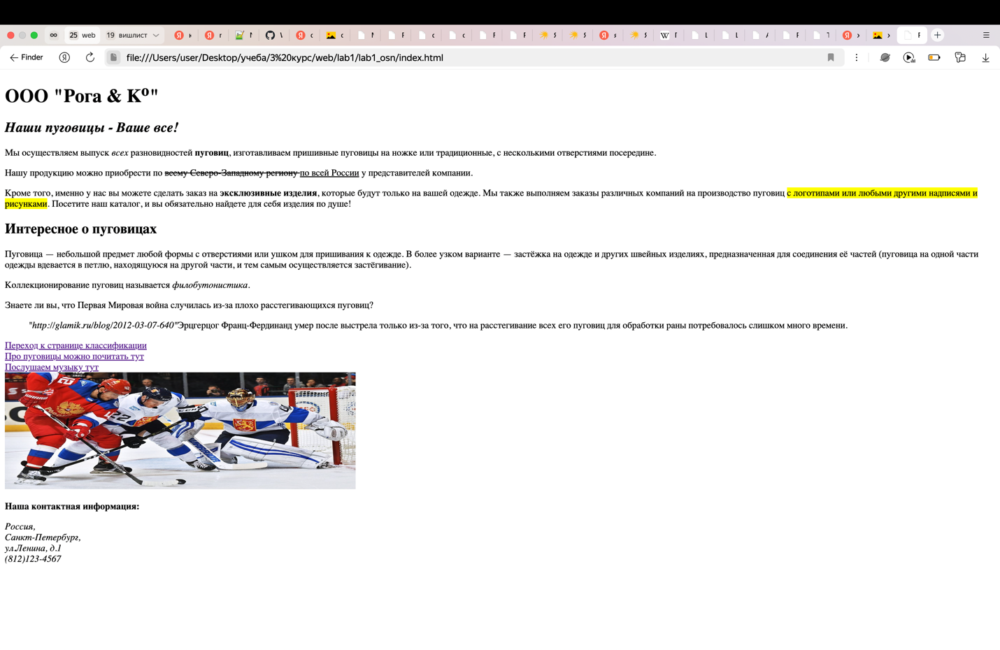 25 web 19 вишлист
Finder file:///Users/user/Desktop/учеба/3%20курс/web/lab1/lab1_osn/index.html
ООО "Рога & Kº"
Наши пуговицы - Ваше все!
Мы осуществляем выпуск всех разновидностей пуговиц, изготавливаем пришивные пуговицы на ножке или традиционные, с несколькими отверстиями посередине.
Нашу продукцию можно приобрести по всему Северо-Западному региону по всей России у представителей компании.
Кроме того, именно у нас вы можете сделать заказ на эксклюзивные изделия, которые будут только на вашей одежде. Мы также выполняем заказы различных компаний на производство пуговиц с логотипами или любыми другими надписями и
рисунками. Посетите наш каталог, и вы обязательно найдете для себя изделия по душе!
Интересное о пуговицах
Пуговица — небольшой предмет любой формы с отверстиями или ушком для пришивания к одежде. В более узком варианте — застёжка на одежде и других швейных изделиях, предназначенная для соединения её частей (пуговица на одной части
одежды вдевается в петлю, находящуюся на другой части, и тем самым осуществляется застёгивание).
Коллекционирование пуговиц называется филобутонистика.
Знаете ли вы, что Первая Мировая война случилась из-за плохо расстегивающихся пуговиц?
"http://glamik.ru/blog/2012-03-07-640"Эрцгерцог Франц-Фердинанд умер после выстрела только из-за того, что на расстегивание всех его пуговиц для обработки раны потребовалось слишком много времени.
Переход к странице классификации
Про пуговицы можно почитать тут
Послушаем музыку тут
Наша контактная информация:
Россия,
Санкт-Петербург,
ул.Ленина, д.1
(812)123-4567